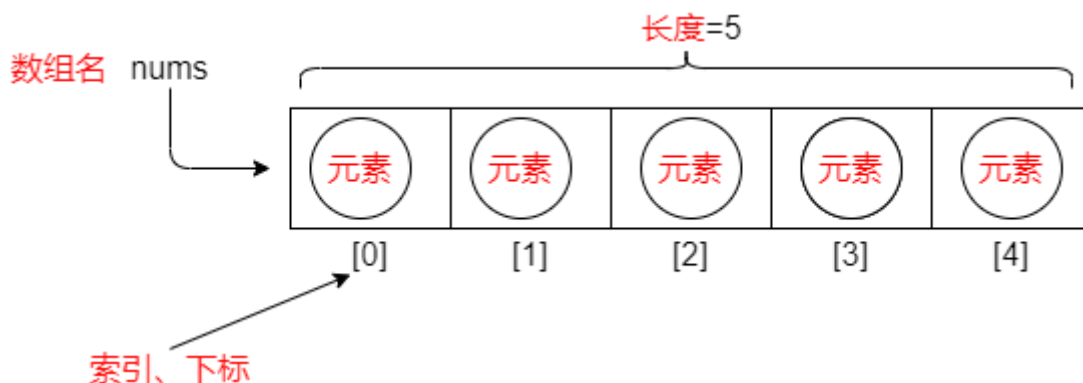 长度=5
数组名 nums
元素 元素 元素 元素 元素
[0] [1] [2] [3] [4]
索引、下标